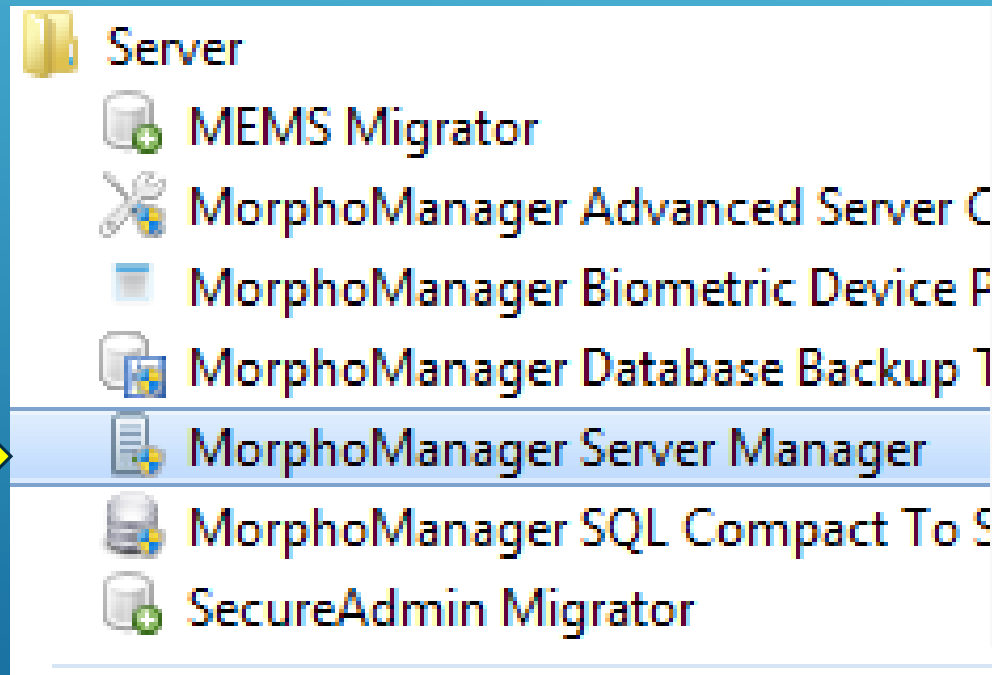 Server
MEMS Migrator
MorphoManager Advanced Server C
MorphoManager Biometric Device P
MorphoManager Database Backup T
MorphoManager Server Manager
MorphoManager SQL Compact To S
SecureAdmin Migrator